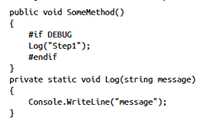 public void SomeMethod()
{
    #if DEBUG
    Log("Step1");
    #endif
}
private static void Log(string message)
{
    Console.WriteLine("message");
}